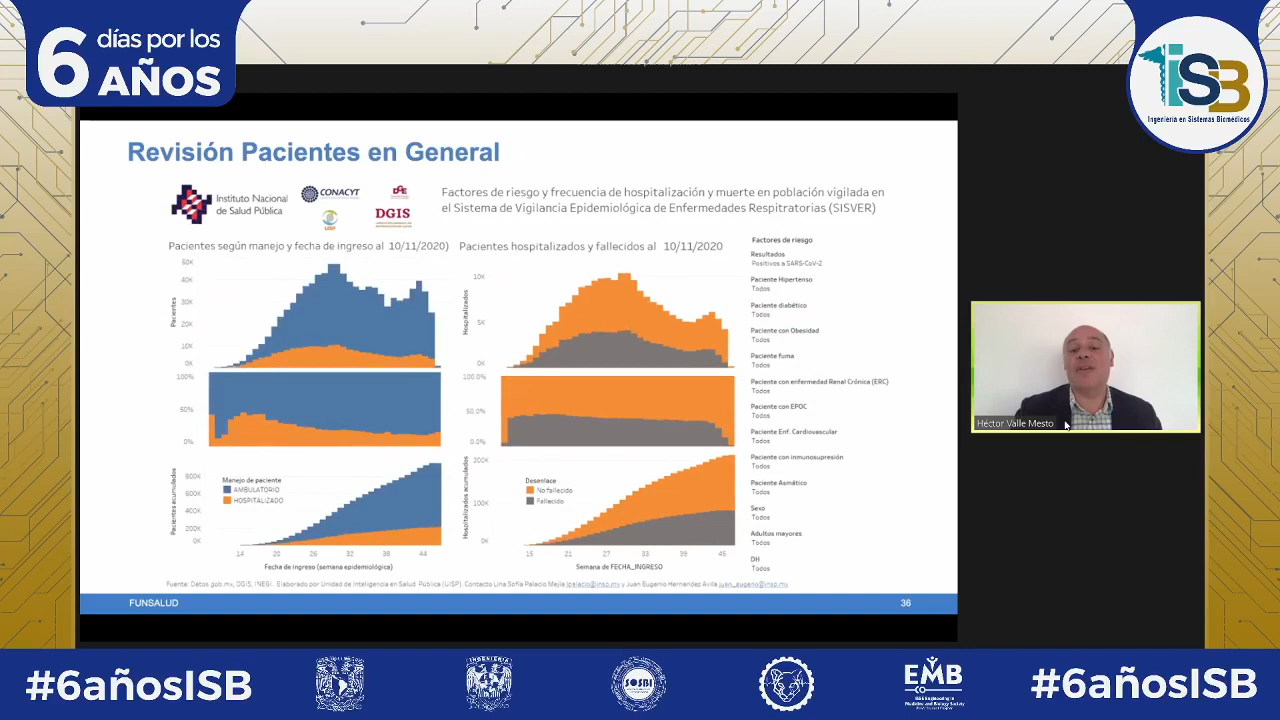 6 días por los
AÑOS
iSB
Ingeniería en Sistemas Biomédicos
Revisión Pacientes en General
Instituto Nacional
de Salud Pública
CONACYT
UISP
DGIS
Factores de riesgo y frecuencia de hospitalización y muerte en población vigilada en
el Sistema de Vigilancia Epidemiológica de Enfermedades Respitratorias (SISVER)
Pacientes según manejo y fecha de ingreso al 10/11/2020)
Pacientes hospitalizados y fallecidos al 10/11/2020
Pacientes
50K
40K
30K
20K
10K
0K
100%
50%
0%
Pacientes acumulados
800K
600K
400K
200K
0K
Manejo de paciente
AMBULATORIO
HOSPITALIZADO
14 20 26 32 38 44
Fecha de ingreso (semana epidemiológica)
Hospitalizados
10K
5K
0K
100.0%
50.0%
0.0%
Hospitalizados acumulados
200K
100K
0K
Desenlace
No fallecido
Fallecido
15 21 27 33 39 45
Semana de FECHA_INGRESO
Factores de riesgo
Resultados
Positivos a SARS-CoV-2
Paciente Hipertenso
Todos
Paciente diabético
Todos
Paciente con Obesidad
Todos
Paciente fuma
Todos
Paciente con enfermedad Renal Crónica (ERC)
Todos
Paciente con EPOC
Todos
Paciente Enf. Cardiovascular
Todos
Paciente con inmunosupresión
Todos
Paciente Asmático
Todos
Sexo
Todos
Adultos mayores
Todos
DH
Todos
Fuente: Datos gob.mx, DGIS, INEGI. Elaborado por Unidad de Inteligencia en Salud Pública (UISP). Contacto Lina Sofía Palacio Mejía lpalacio@insp.mx y Juan Eugenio Hernández Avila juan_eugenio@insp.mx
FUNSALUD
36
Héctor Valle Mesto
#6añosISB
INGENIERÍA
SOSBI
EMB
IEEE Engineering in
Medicine and Biology Society
#6añosISB